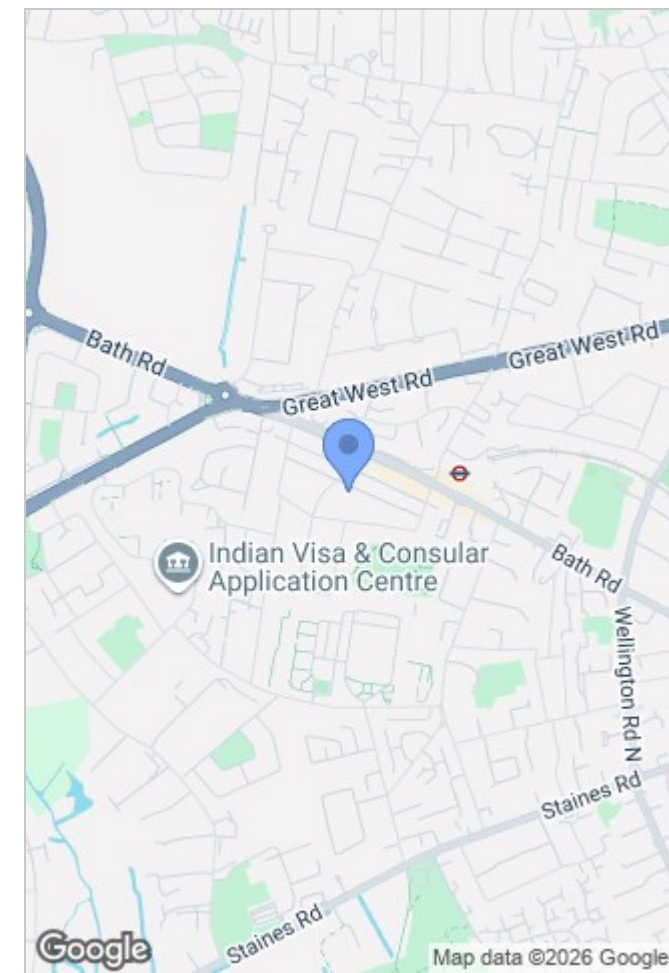 Bath Rd
Great West Rd
Great West Rd
Indian Visa & Consular
Application Centre
Bath Rd
Wellington Rd N
Staines Rd
Staines Rd
Google
Map data ©2026 Google